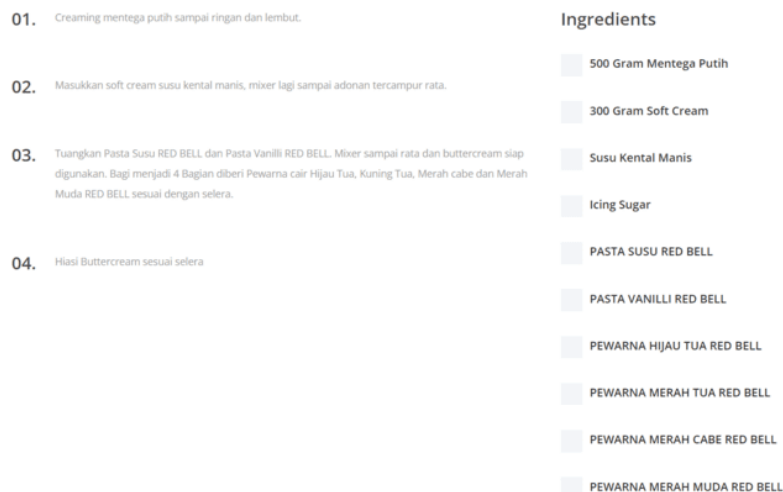 01. Creaming mentega putih sampai ringan dan lembut.
02. Masukkan soft cream susu kental manis, mixer lagi sampai adonan tercampur rata.
03. Tuangkan Pasta Susu RED BELL dan Pasta Vanilli RED BELL. Mixer sampai rata dan buttercream siap
digunakan. Bagi menjadi 4 Bagian diberi Pewarna cair Hijau Tua, Kuning Tua, Merah cabe dan Merah
Muda RED BELL sesuai dengan selera.
04. Hiasi Buttercream sesuai selera
Ingredients
500 Gram Mentega Putih
300 Gram Soft Cream
Susu Kental Manis
Icing Sugar
PASTA SUSU RED BELL
PASTA VANILLI RED BELL
PEWARNA HIJAU TUA RED BELL
PEWARNA MERAH TUA RED BELL
PEWARNA MERAH CABE RED BELL
PEWARNA MERAH MUDA RED BELL